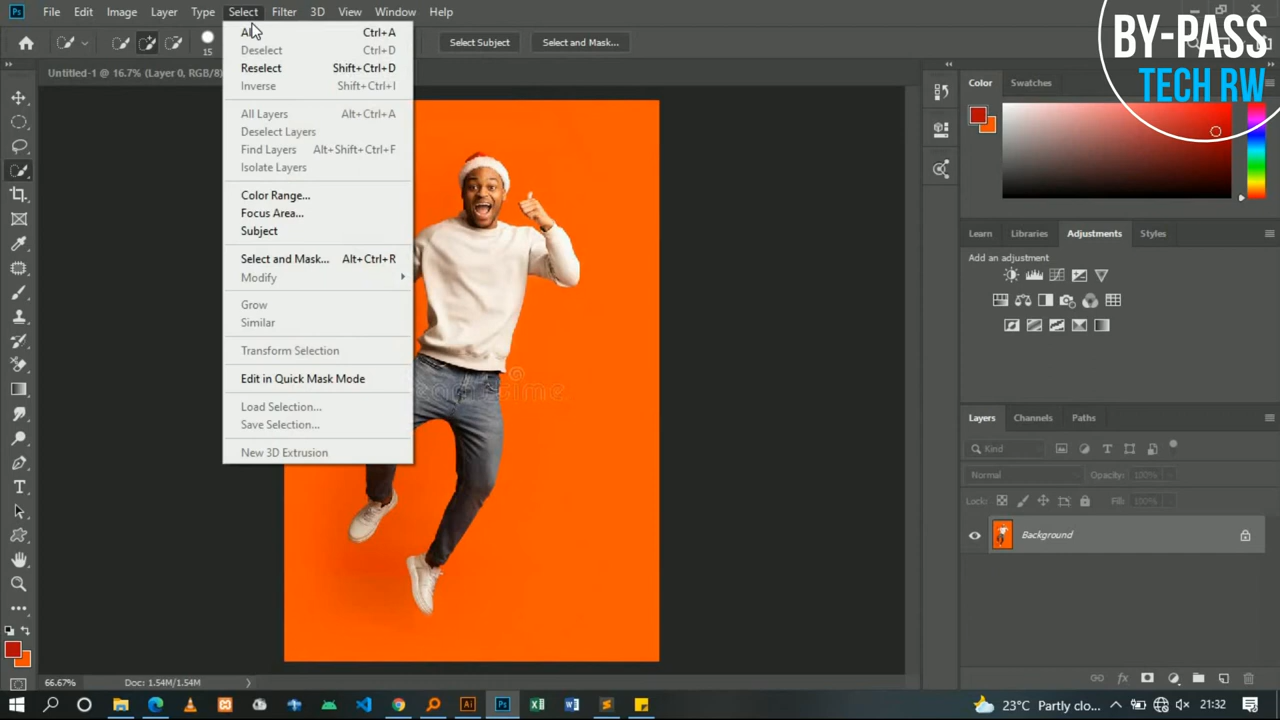 Ps File Edit Image Layer Type Select Filter 3D View Window Help
15
Select Subject
Select and Mask...
Untitled-1 @ 16.7% (Layer 0, RGB/8)
Deselect Ctrl+D
Ctrl+A
Reselect Shift+Ctrl+D
Inverse Shift+Ctrl+I
All Layers Alt+Ctrl+A
Deselect Layers
Find Layers Alt+Shift+Ctrl+F
Isolate Layers
Color Range...
Focus Area...
Subject
Select and Mask... Alt+Ctrl+R
Modify
Grow
Similar
Transform Selection
Edit in Quick Mask Mode
Load Selection...
Save Selection...
New 3D Extrusion
BY-PASS
TECH RW
Color Swatches
Learn Libraries Adjustments Styles
Add an adjustment
Layers Channels Paths
Kind
Normal Opacity: 100%
Lock: Fill: 100%
Background
66.67% Doc: 1.54M/1.54M
23°C Partly clo... 21:32